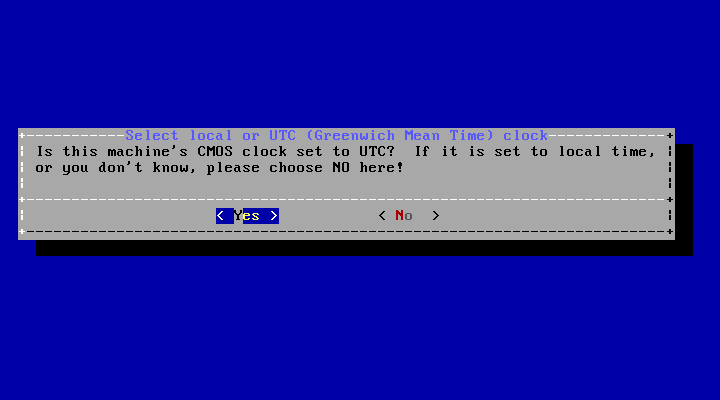 Select local or UTC (Greenwich Mean Time) clock
Is this machine's CMOS clock set to UTC?  If it is set to local time,
or you don't know, please choose NO here!
< Yes > < No  >